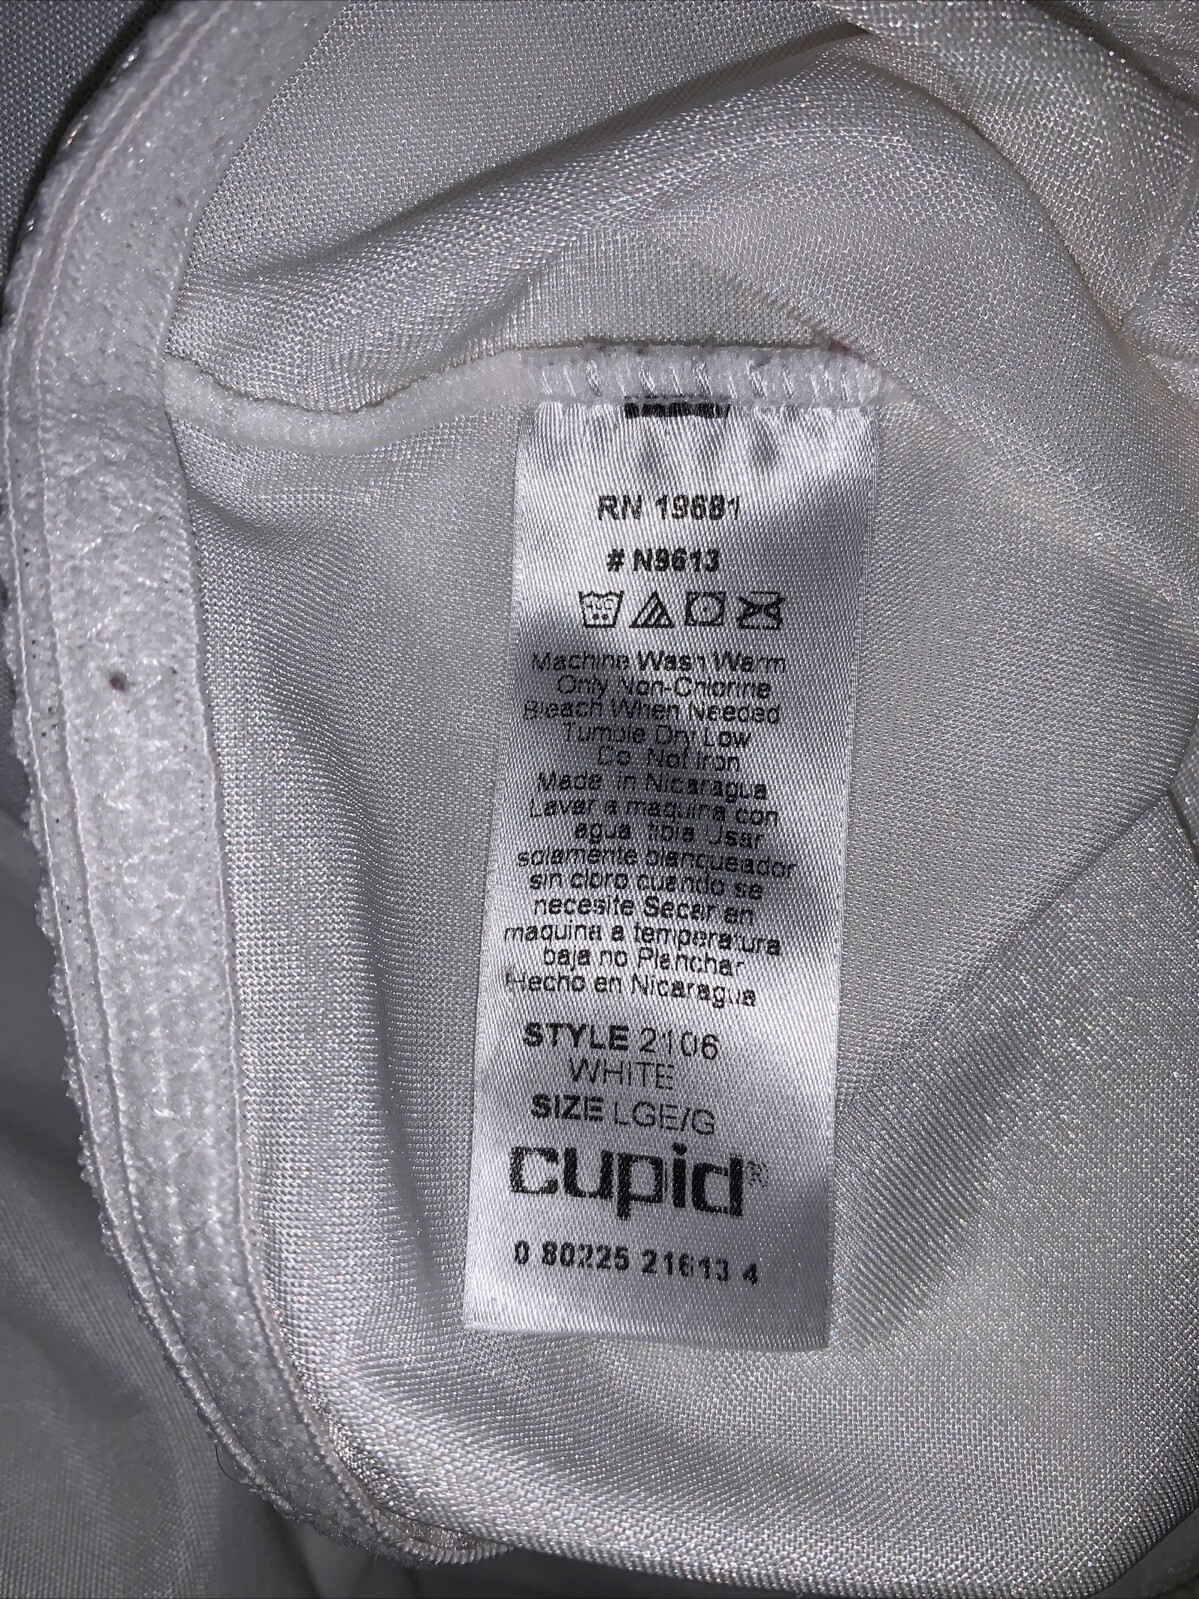 RN 19681
# N9613
Machine Wash Warm
Only Non-Chlorine
Bleach When Needed
Tumble Dry Low
Do Not Iron
Made in Nicaragua
Lavar a maquina con
agua tibia Usar
solamente blanqueador
sin cloro cuando se
necesite Secar en
maquina a temperatura
baja no Planchar
Hecho en Nicaragua
STYLE 2106
WHITE
SIZE LGE/G
cupid®
0 80225 21613 4